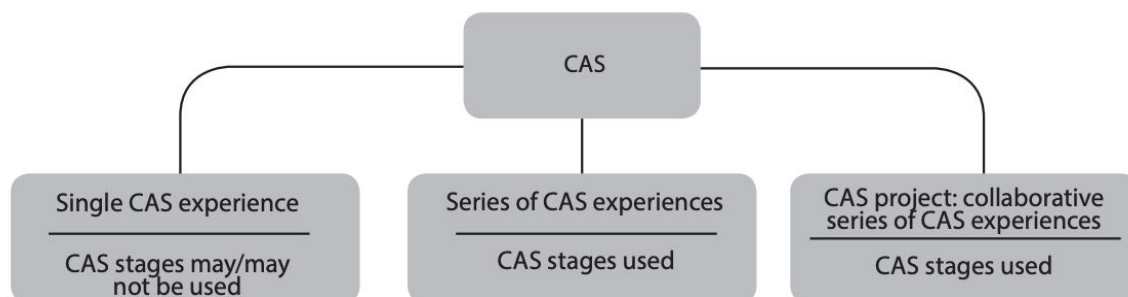 CAS
Single CAS experience
CAS stages may/may
not be used
Series of CAS experiences
CAS stages used
CAS project: collaborative
series of CAS experiences
CAS stages used